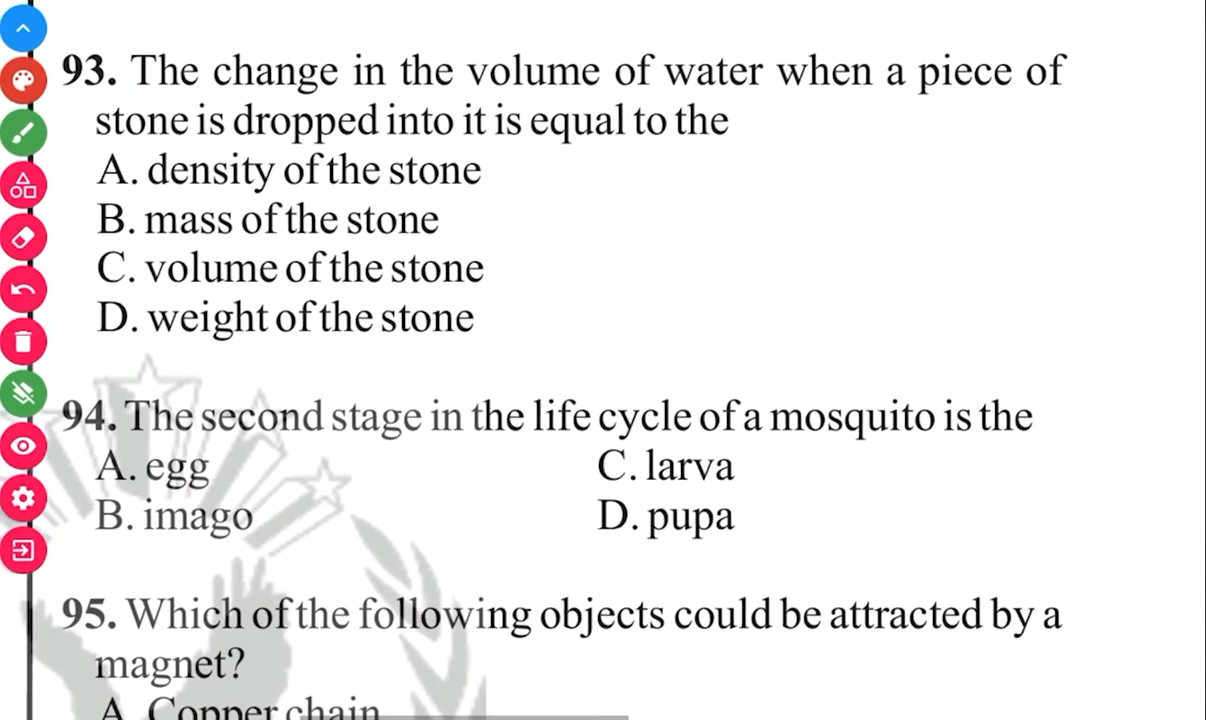 93. The change in the volume of water when a piece of
stone is dropped into it is equal to the
A. density of the stone
B. mass of the stone
C. volume of the stone
D. weight of the stone
94. The second stage in the life cycle of a mosquito is the
A. egg
C. larva
B. imago
D. pupa
95. Which of the following objects could be attracted by a
magnet?
A. Copper chain